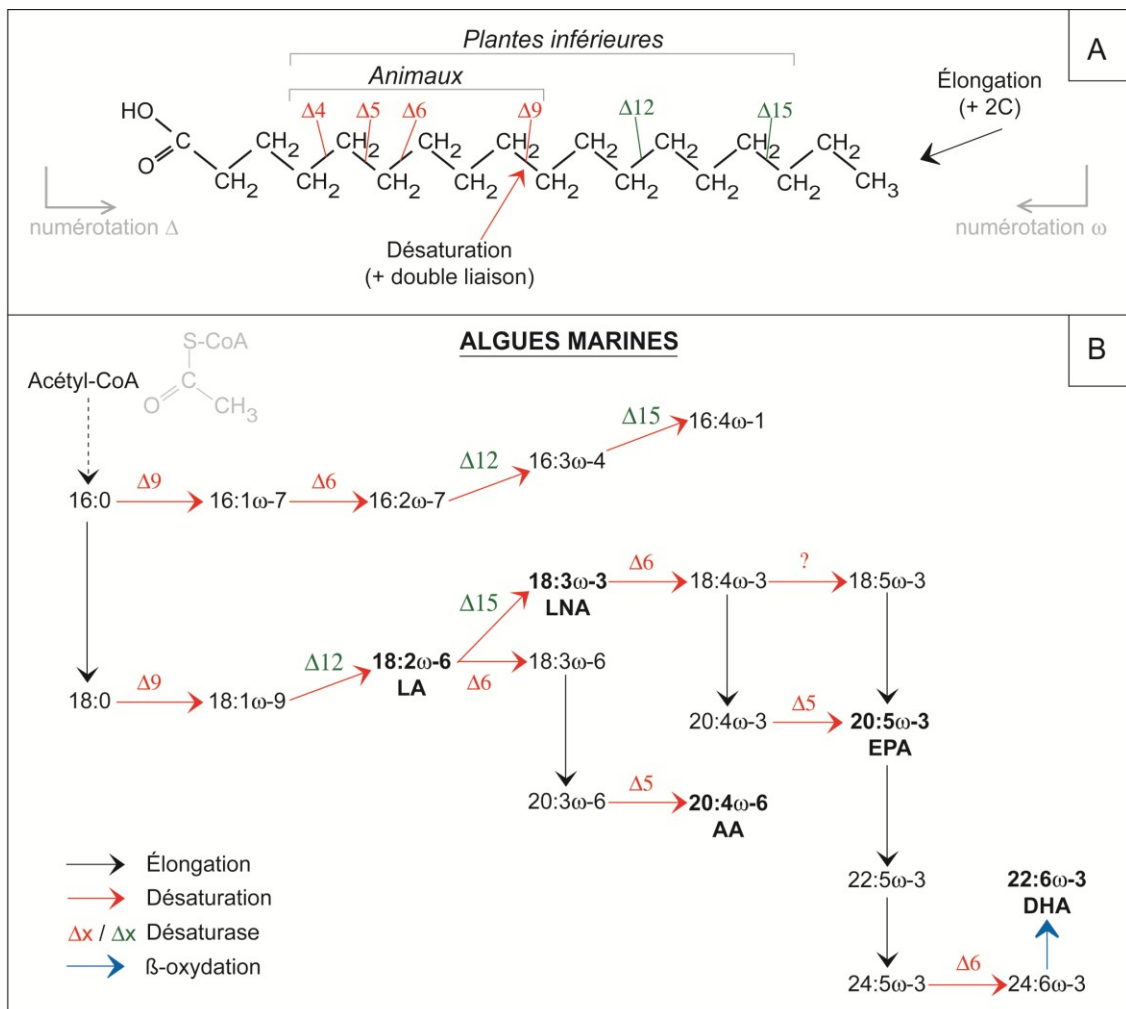 A
Plantes inférieures
Animaux
Élongation
(+ 2C)
Δ4 Δ5 Δ6 Δ9 Δ12 Δ15
HO
C CH2 CH2 CH2 CH2 CH2 CH2 CH2 CH2
O CH2 CH2 CH2 CH2 CH2 CH2 CH2 CH3
numérotation Δ
numérotation ω
Désaturation
(+ double liaison)
ALGUES MARINES
B
S-CoA
Acétyl-CoA
C
O CH3
Δ15 16:4ω-1
Δ12 16:3ω-4
16:0 Δ9 16:1ω-7 Δ6 16:2ω-7
18:3ω-3 Δ6 18:4ω-3 ? 18:5ω-3
LNA
Δ15
18:0 Δ9 18:1ω-9 Δ12 18:2ω-6 Δ6 18:3ω-6
LA
20:4ω-3 Δ5 20:5ω-3
EPA
20:3ω-6 Δ5 20:4ω-6
AA
22:5ω-3 22:6ω-3
DHA
24:5ω-3 Δ6 24:6ω-3
Élongation
Désaturation
Δx / Δx Désaturase
ß-oxydation